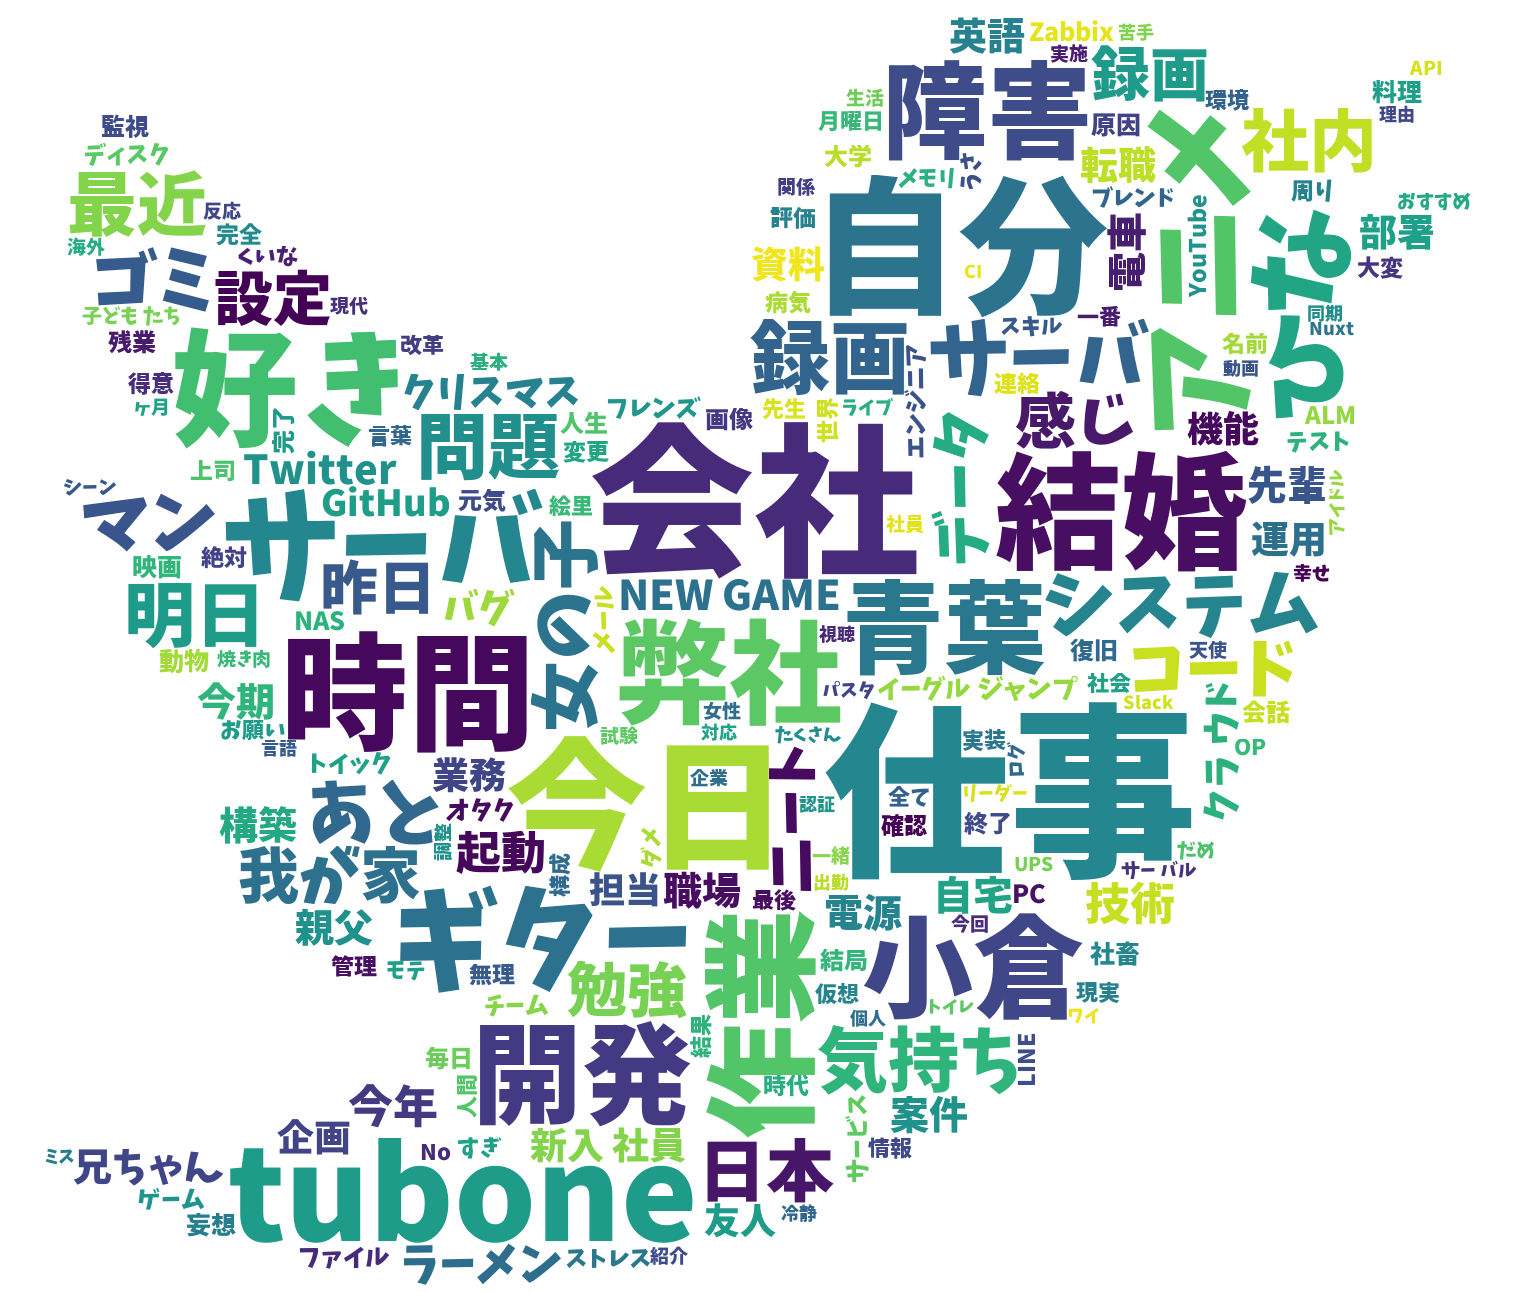 英語
Zabbix
苦手
実施
録画
API
料理
理由
環境
生活
月曜日
障害
原因
社内
監視
ディスク
大学
うさ
転職
アニメ
メモリ
関係
ブレンド
周り
おすすめ
最近
反応
評価
自分
電車
YouTube
なら
部署
海外
完全
ゴミ
くいな
資料
CI
大変
設定
現代
病気
同期
子どもたち
一番
スキル
Nuxt
残業
好き
改革
録画
サーバ
名前
動画
基本
エンジニア
得意
クリスマス
連絡
ヶ月
完了
言葉
問題
人生
フレンズ
画像
先生
世界
ライブ
感じ
機能
ALM
テスト
変更
会社
データ
上司
Twitter
結婚
先輩
アイドル
シーン
マン
サーバ
GitHub
元気
絵里
社員
運用
絶対
女の子
映画
昨日
幸せ
明日
バグ
メール
NEW GAME
青葉
システム
NAS
動物
焼き肉
時間
弊社
視聴
復旧
天使
コード
今期
パスタ
イーグル ジャンプ
社会
Slack
クラウド
会話
お願い
言語
女性
対応
試験
たくさん
仕事
実装
ログ
OP
トイック
業務
今日
企業
ユーニ
認証
全て
リーダー
構築
あと
オタク
調整
起動
ダメ
確認
終了
だめ
我が家
構成
一緒
出勤
UPS
サーバル
担当
職場
最後
自宅
PC
技術
親父
ギター
作業
電源
今回
小倉
社畜
管理
モテ
無理
勉強
結局
仮想
現実
チーム
個人
トイレ
ワイ
開発
結果
毎日
人間
気持ち
LINE
時代
今年
サービス
案件
企画
No
すぎ
新入社員
日本
情報
ミス
兄ちゃん
tubone
ゲーム
妄想
友人
冷静
ファイル
ラーメン
ストレス
紹介